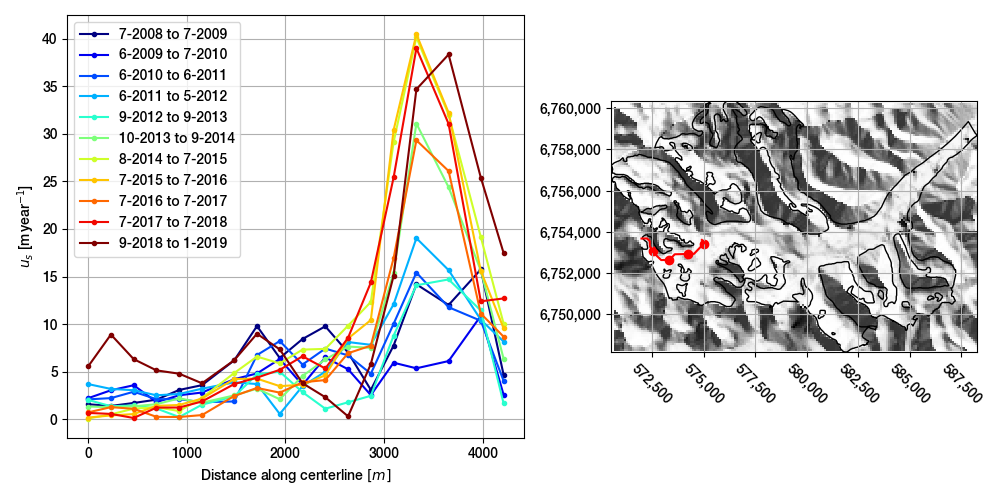 40
35
30
25
20
15
10
5
0
u_s [m year⁻¹]
7-2008 to 7-2009
6-2009 to 7-2010
6-2010 to 6-2011
6-2011 to 5-2012
9-2012 to 9-2013
10-2013 to 9-2014
8-2014 to 7-2015
7-2015 to 7-2016
7-2016 to 7-2017
7-2017 to 7-2018
9-2018 to 1-2019
0 1000 2000 3000 4000
Distance along centerline [m]
6,760,000
6,758,000
6,756,000
6,754,000
6,752,000
6,750,000
572,500 575,000 577,500 580,000 582,500 585,000 587,500